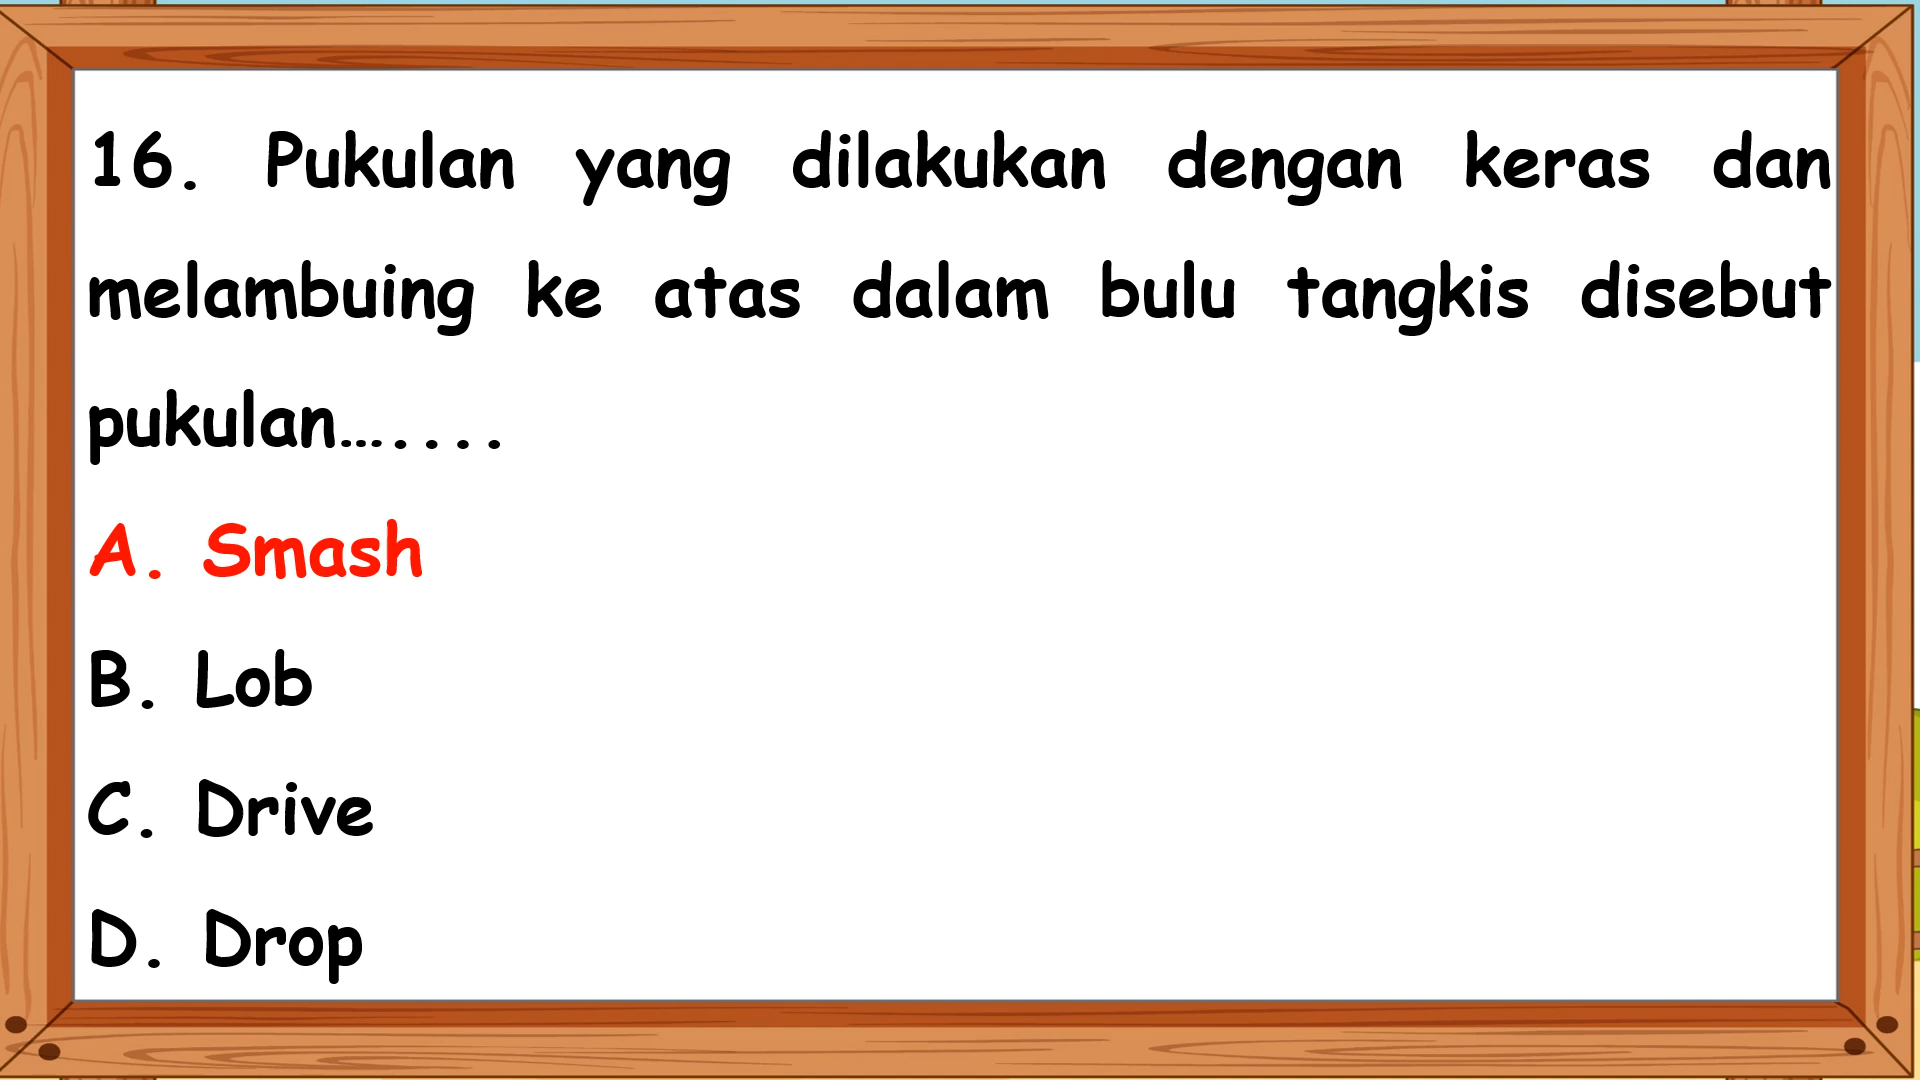 16. Pukulan yang dilakukan dengan keras dan
melambuing ke atas dalam bulu tangkis disebut
pukulan.......
A. Smash
B. Lob
C. Drive
D. Drop